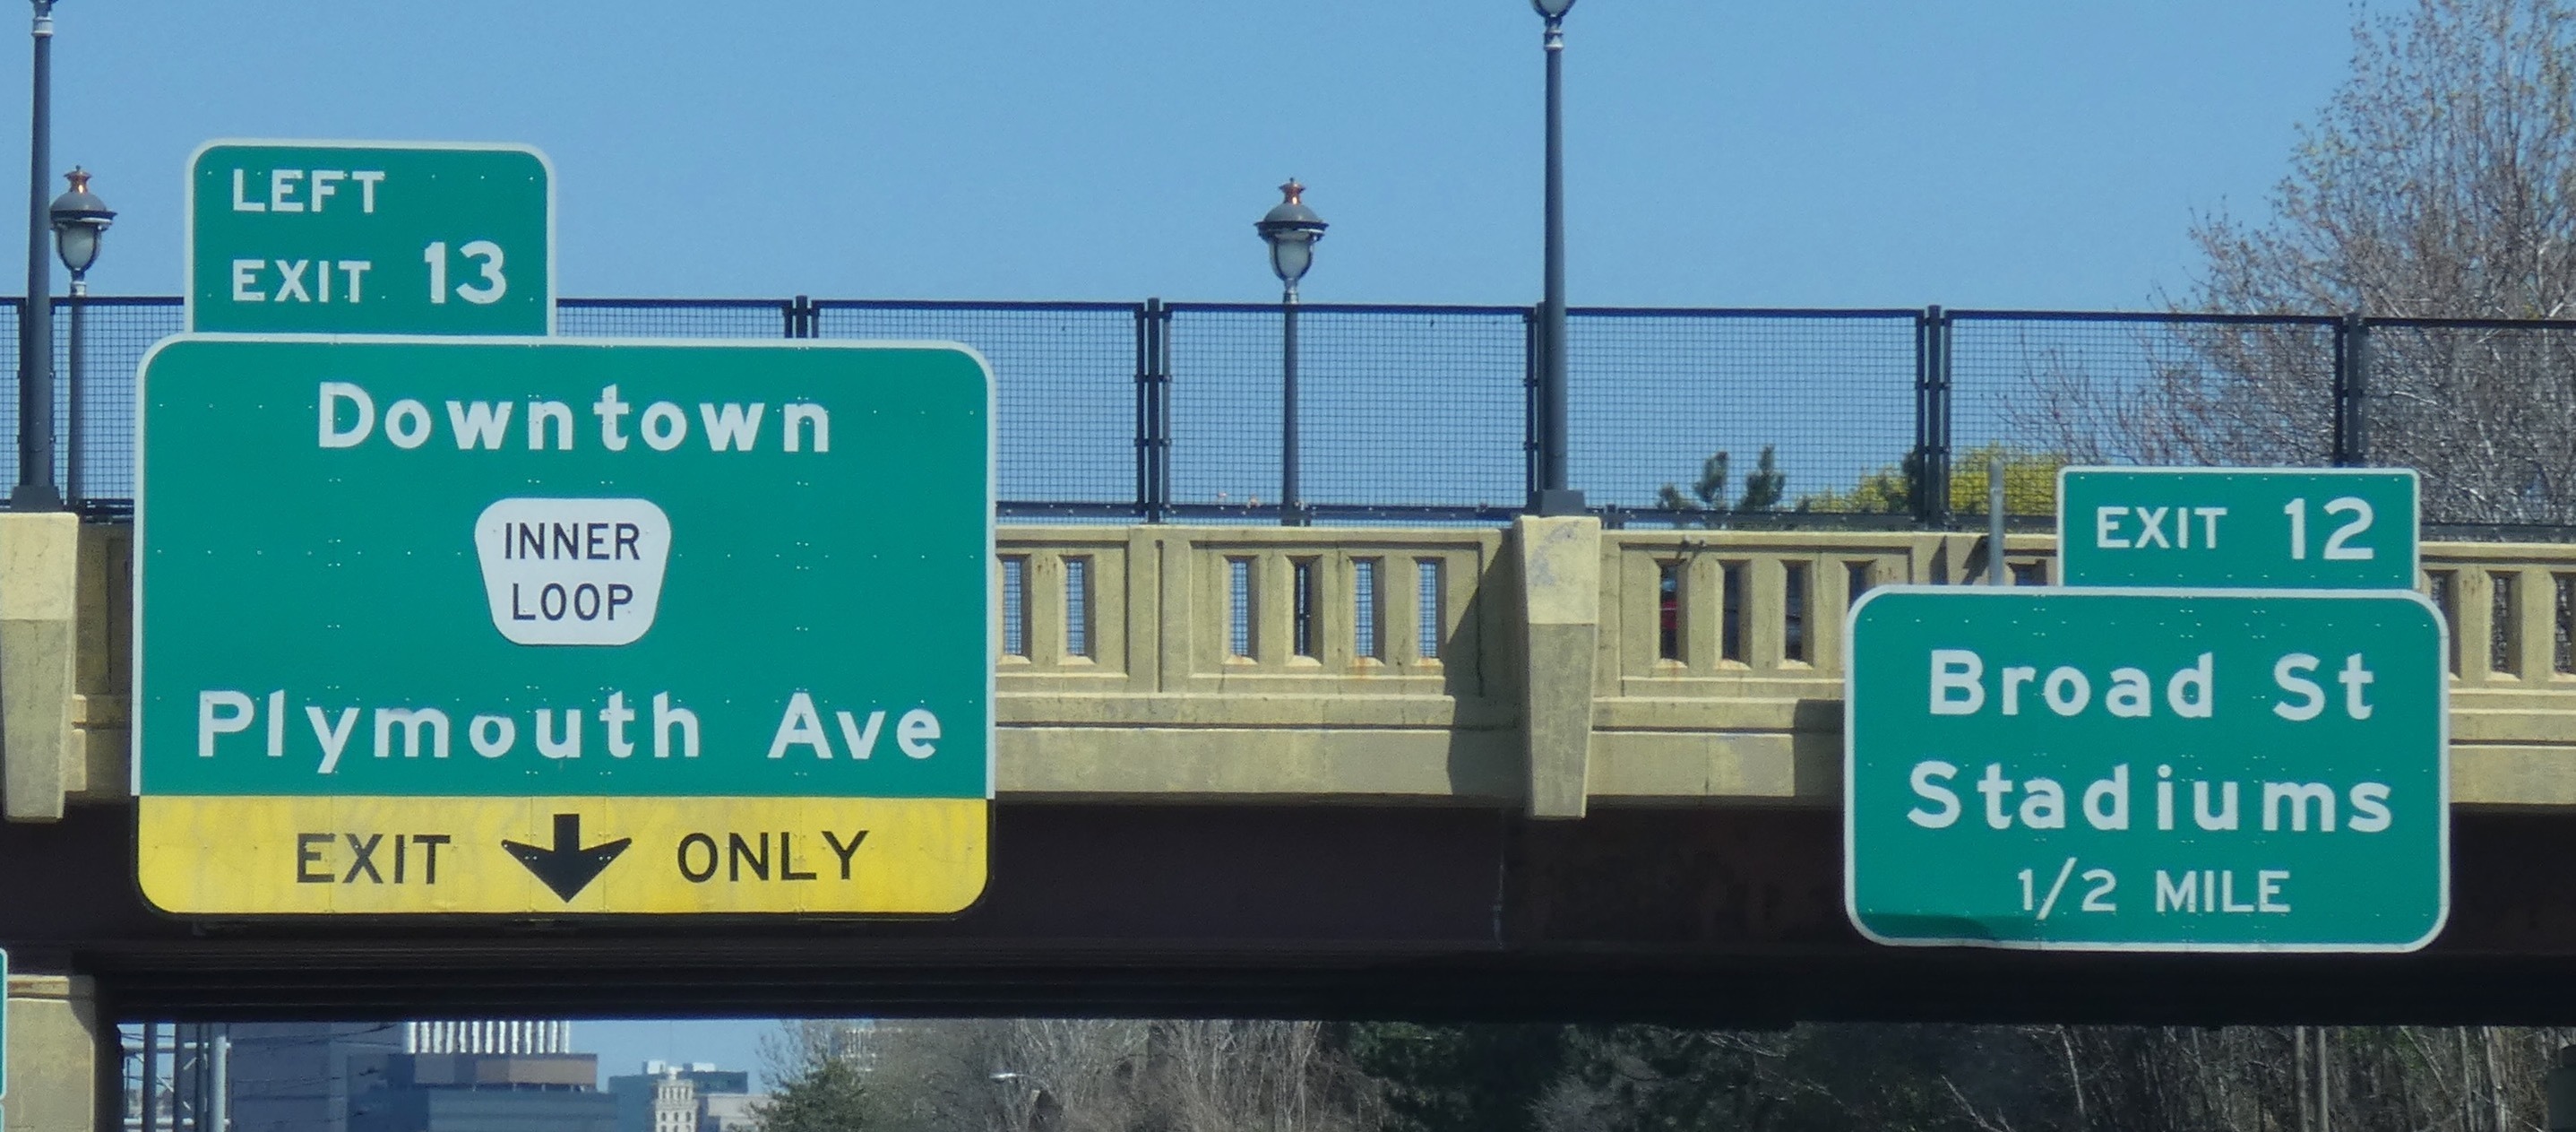 LEFT
EXIT 13
Downtown
INNER
LOOP
Plymouth Ave
EXIT ONLY
EXIT 12
Broad St
Stadiums
1/2 MILE